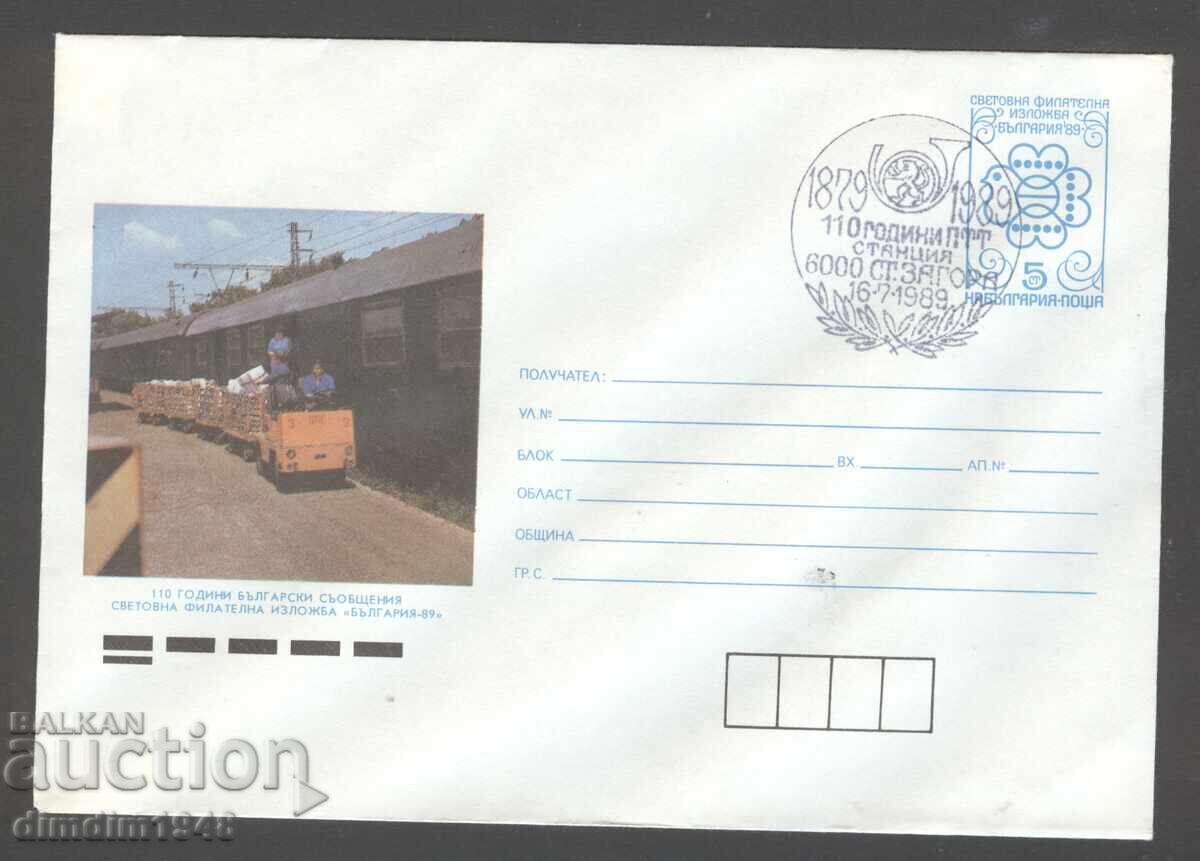 СВЕТОВНА ФИЛАТЕЛНА
ИЗЛОЖБА
·БЪЛГАРИЯ'89·
5 СТ
НРБЪЛГАРИЯ·ПОЩА
1879 1989
110 ГОДИНИ ПТТ
СТАНЦИЯ
6000 СТ.ЗАГОРА
16-7-1989
ПОЛУЧАТЕЛ:
УЛ.№
БЛОК ВХ. АП.№
ОБЛАСТ
ОБЩИНА
ГР.С.
110 ГОДИНИ БЪЛГАРСКИ СЪОБЩЕНИЯ
СВЕТОВНА ФИЛАТЕЛНА ИЗЛОЖБА «БЪЛГАРИЯ-89»
BALKAN
auction
dimdim1948